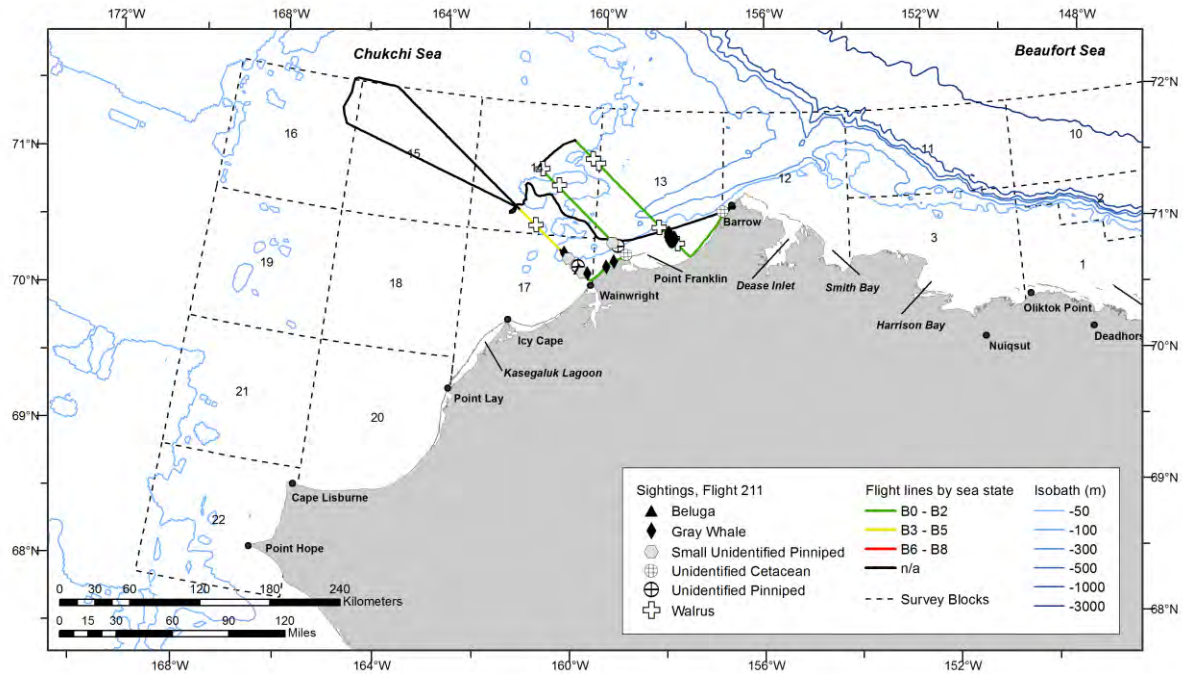 172°W 168°W 164°W 160°W 156°W 152°W 148°W
Chukchi Sea
Beaufort Sea
72°N
71°N
16
15
14
13
12
11
10
2
71°N
Barrow
3
1
70°N
19
18
17
Point Franklin
Dease Inlet
Smith Bay
Harrison Bay
Wainwright
Oliktok Point
Deadhors
Nuiqsut
70°N
Icy Cape
Kasegaluk Lagoon
21
20
Point Lay
69°N
Cape Lisburne
69°N
22
68°N
Point Hope
68°N
0 30 60 120 180 240
Kilometers
0 15 30 60 90 120
Miles
Sightings, Flight 211
Beluga
Gray Whale
Small Unidentified Pinniped
Unidentified Cetacean
Unidentified Pinniped
Walrus
Flight lines by sea state
B0 - B2
B3 - B5
B6 - B8
n/a
Survey Blocks
Isobath (m)
-50
-100
-300
-500
-1000
-3000
168°W 164°W 160°W 156°W 152°W